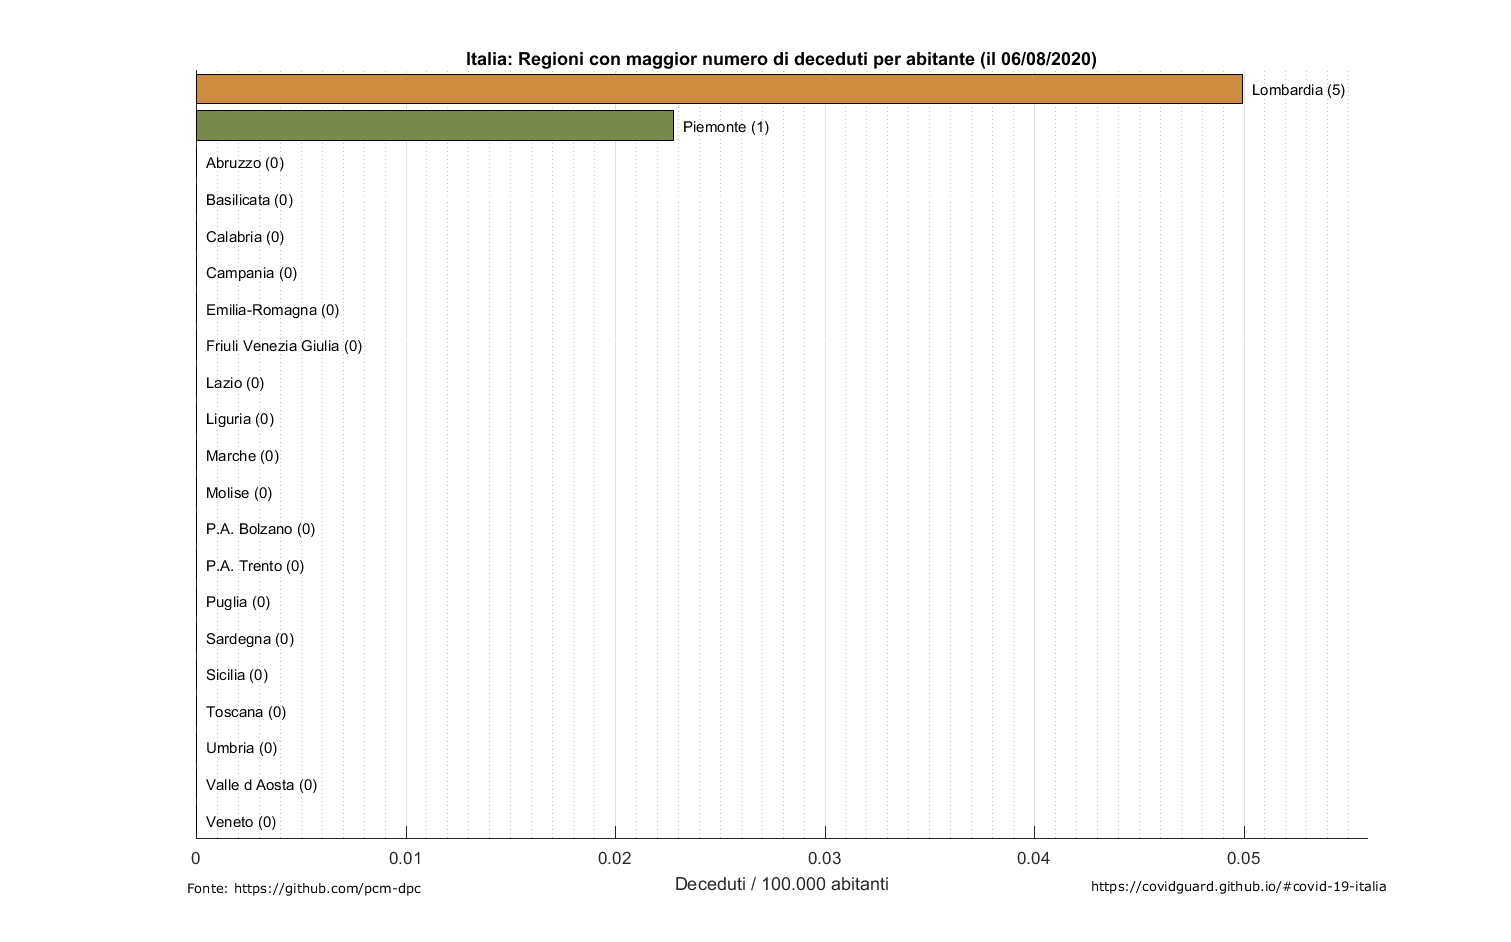 Italia: Regioni con maggior numero di deceduti per abitante (il 06/08/2020)
Lombardia (5)
Piemonte (1)
Abruzzo (0)
Basilicata (0)
Calabria (0)
Campania (0)
Emilia-Romagna (0)
Friuli Venezia Giulia (0)
Lazio (0)
Liguria (0)
Marche (0)
Molise (0)
P.A. Bolzano (0)
P.A. Trento (0)
Puglia (0)
Sardegna (0)
Sicilia (0)
Toscana (0)
Umbria (0)
Valle d Aosta (0)
Veneto (0)
0 0.01 0.02 0.03 0.04 0.05
Deceduti / 100.000 abitanti
Fonte: https://github.com/pcm-dpc
https://covidguard.github.io/#covid-19-italia